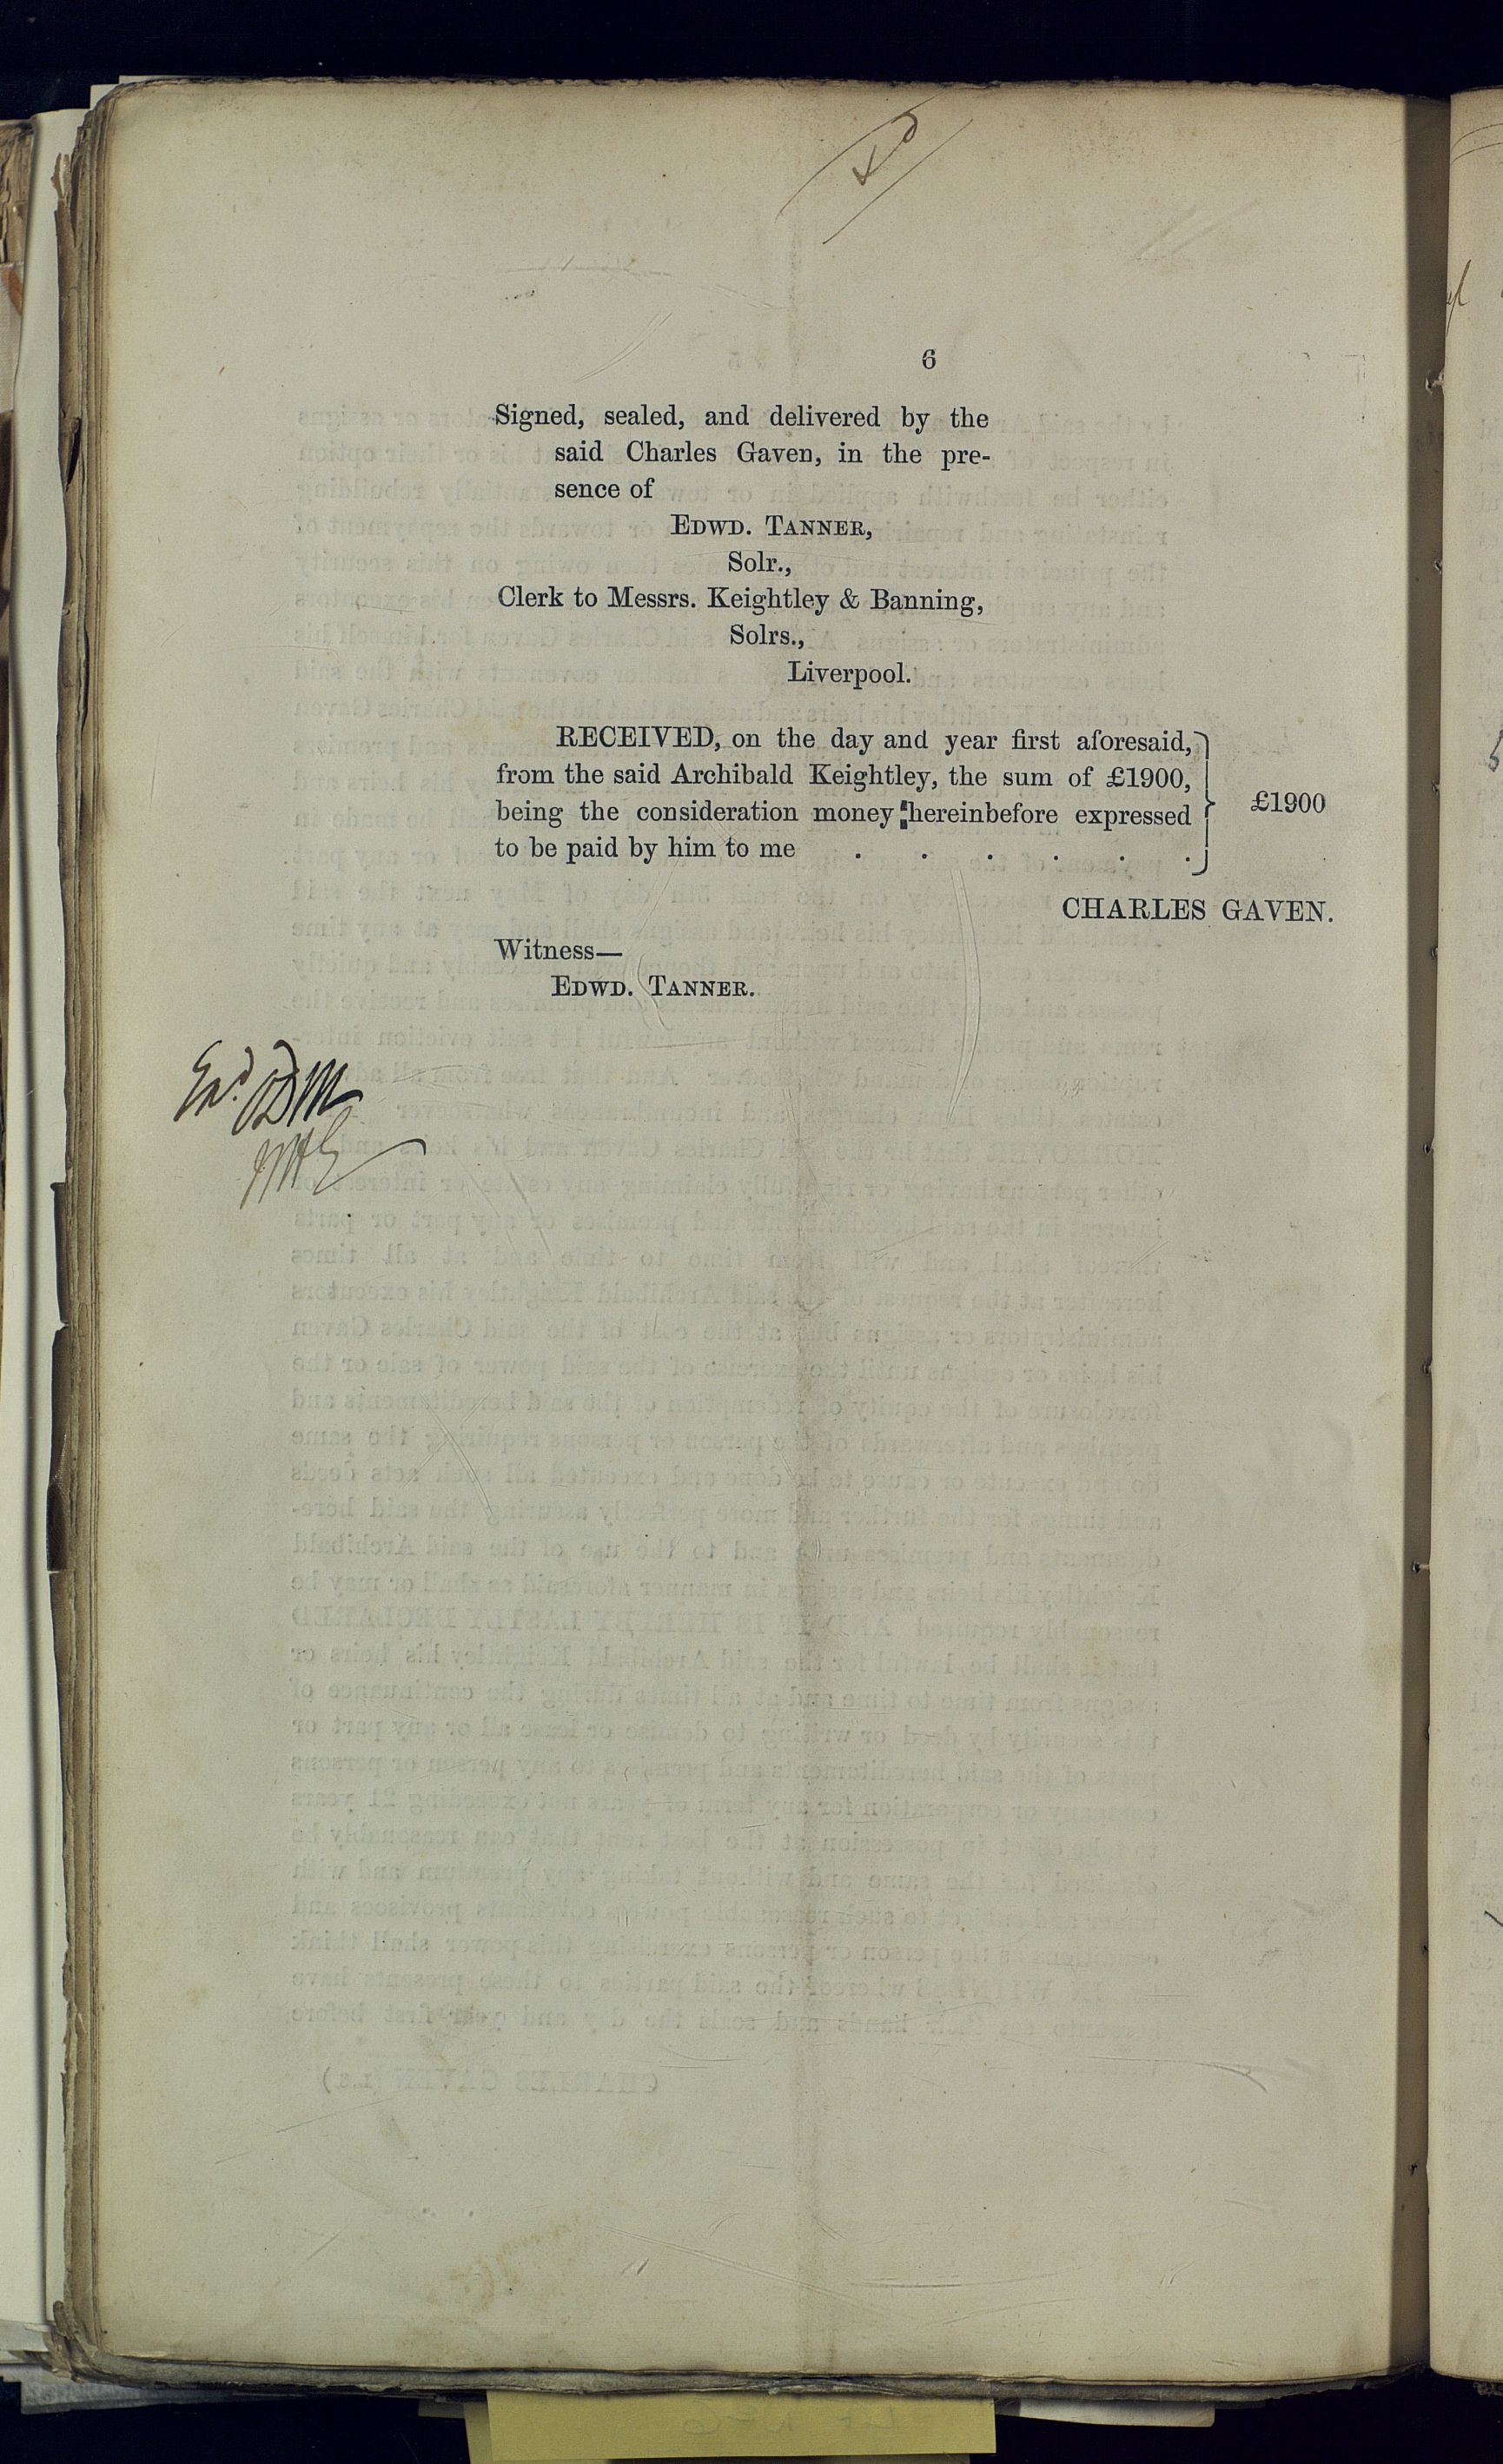 6
Signed, sealed, and delivered by the
said Charles Gaven, in the pre-
sence of
EDWD. TANNER,
Solr.,
Clerk to Messrs. Keightley & Banning,
Solrs.,
Liverpool.
RECEIVED, on the day and year first aforesaid,
from the said Archibald Keightley, the sum of £1900,
being the consideration money hereinbefore expressed
to be paid by him to me . . . . . .
£1900
CHARLES GAVEN.
Witness—
EDWD. TANNER.